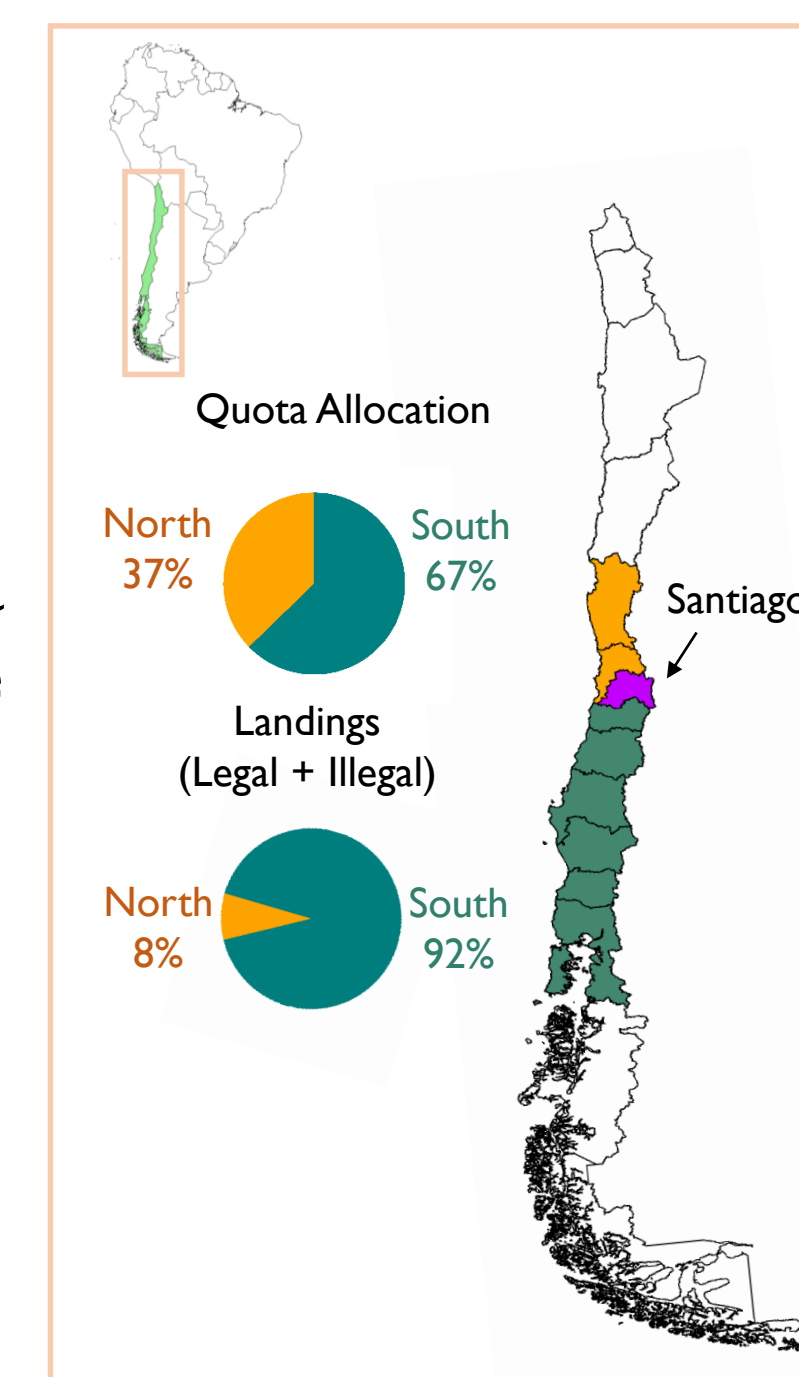 Quota Allocation
North
37%
South
67%
Santiago
Landings
(Legal + Illegal)
North
8%
South
92%